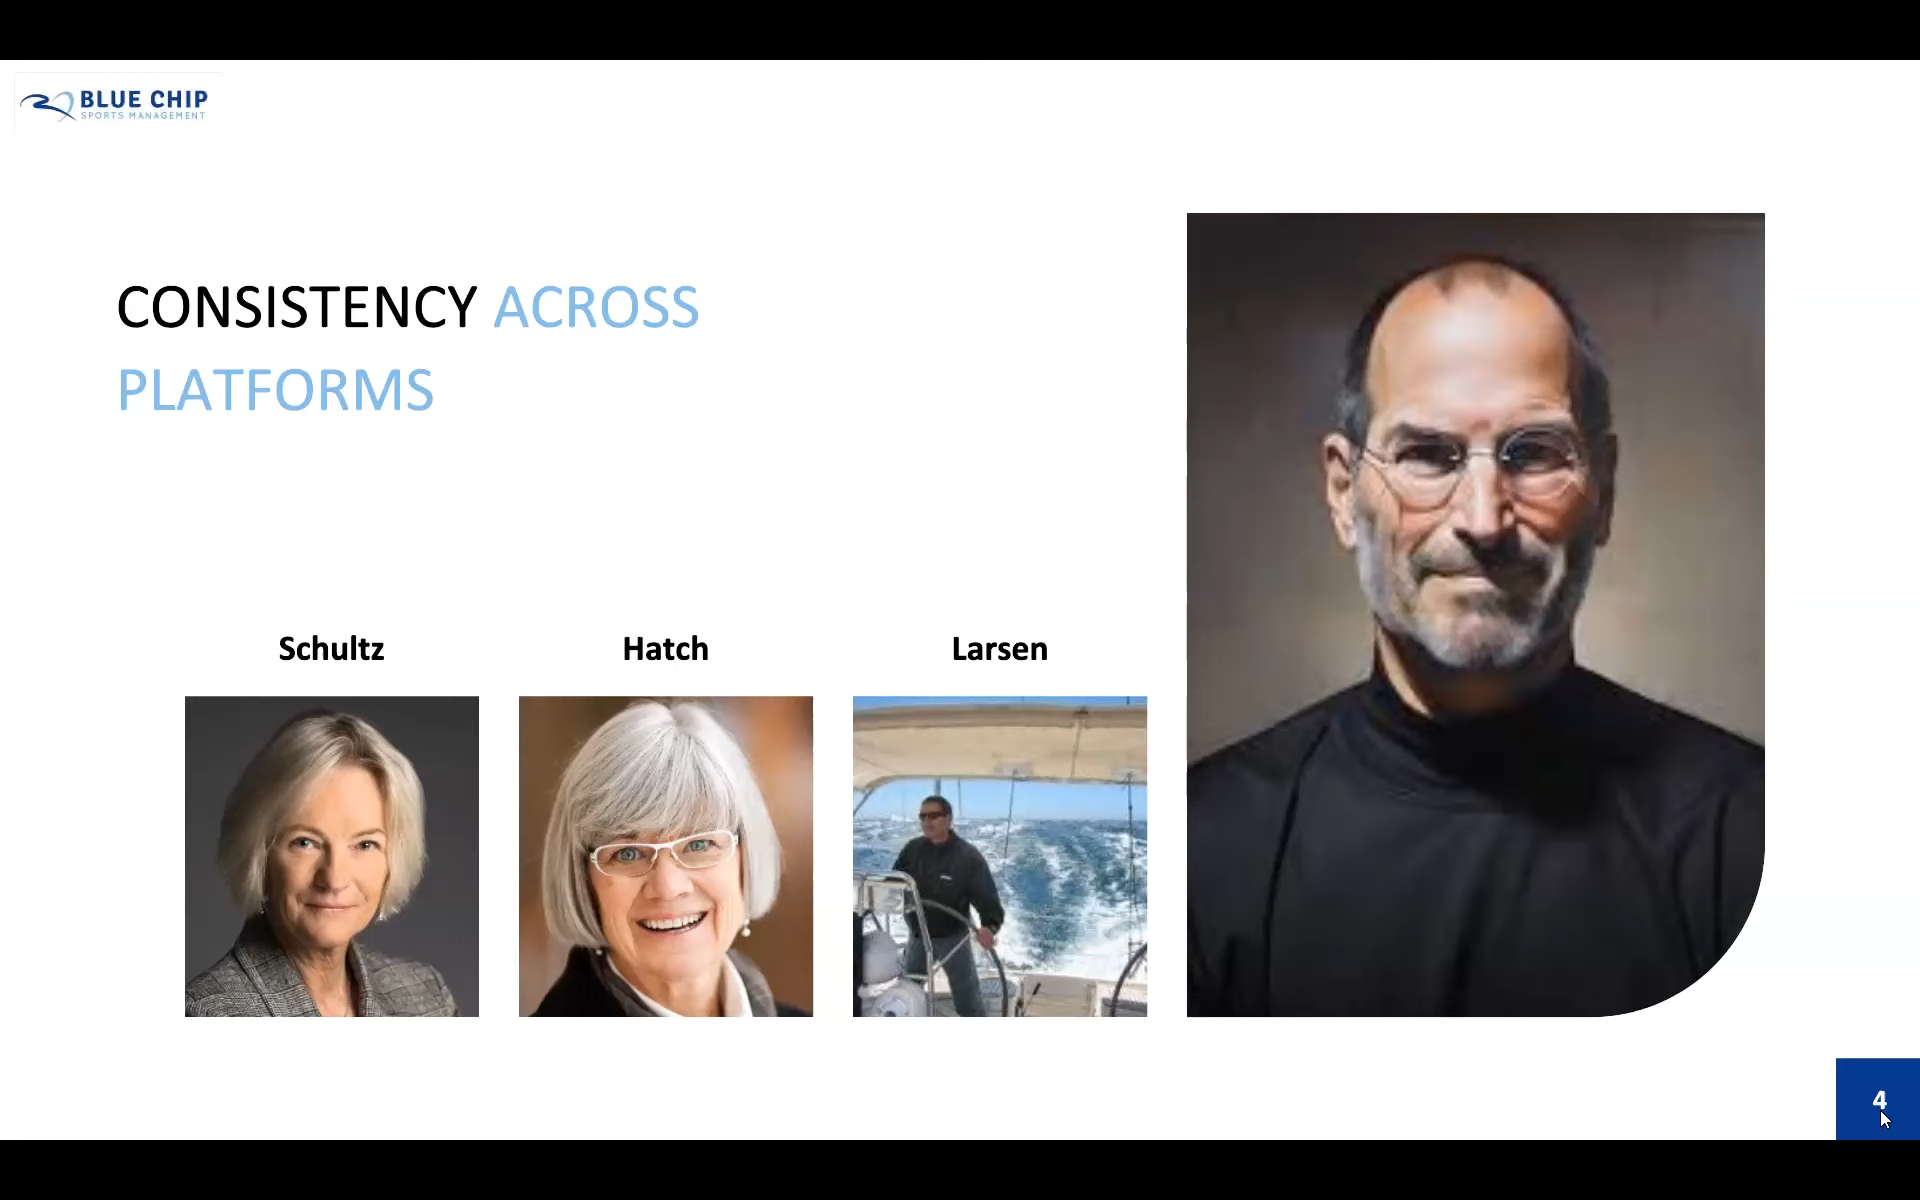 BLUE CHIP
SPORTS MANAGEMENT
CONSISTENCY ACROSS
PLATFORMS
Schultz
Hatch
Larsen
4